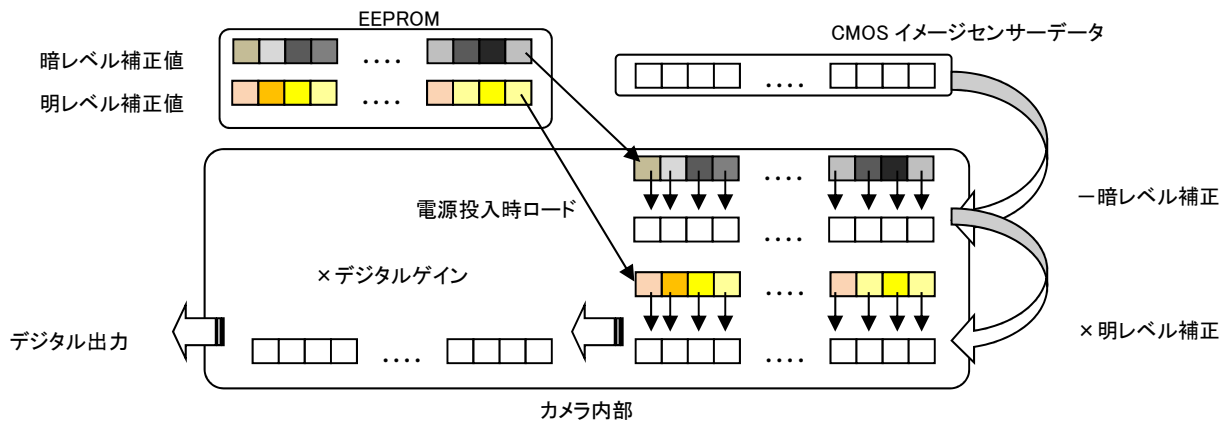 EEPROM
暗レベル補正値
....
明レベル補正値
....
CMOS イメージセンサーデータ
....
....
電源投入時ロード
....
－暗レベル補正
×デジタルゲイン
....
デジタル出力
....
....
×明レベル補正
カメラ内部